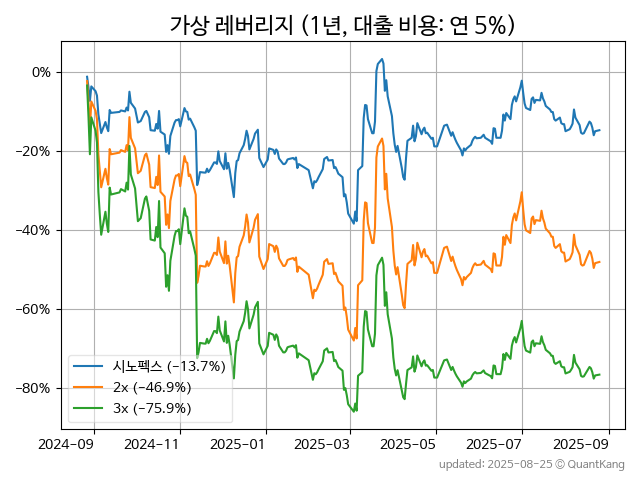 가상 레버리지 (1년, 대출 비용: 연 5%)
0%
−20%
−40%
−60%
−80%
시노펙스 (−13.7%)
2x (−46.9%)
3x (−75.9%)
2024-09 2024-11 2025-01 2025-03 2025-05 2025-07 2025-09
updated: 2025-08-25 © QuantKang